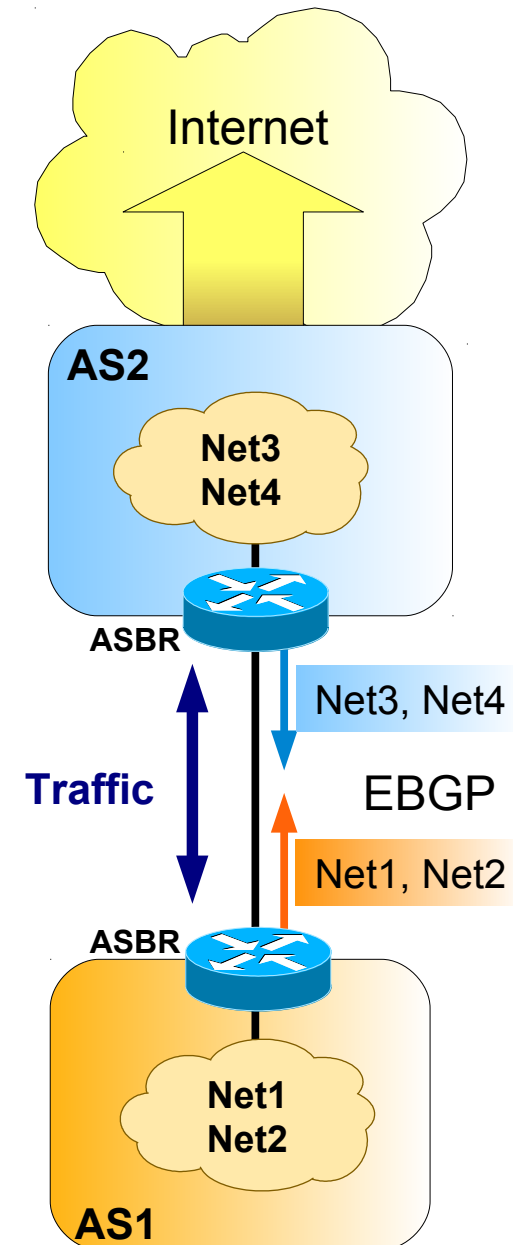 Internet
AS2
Net3
Net4
ASBR
Net3, Net4
Traffic
EBGP
Net1, Net2
ASBR
Net1
Net2
AS1